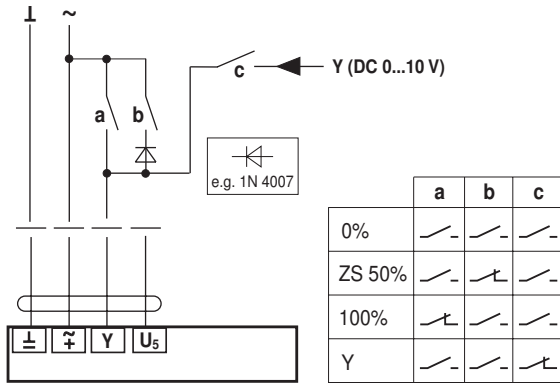 ⊥ ~
Y (DC 0...10 V)
c
a b
e.g. 1N 4007
a b c
0%
ZS 50%
100%
Y
⊥ ~ Y U5